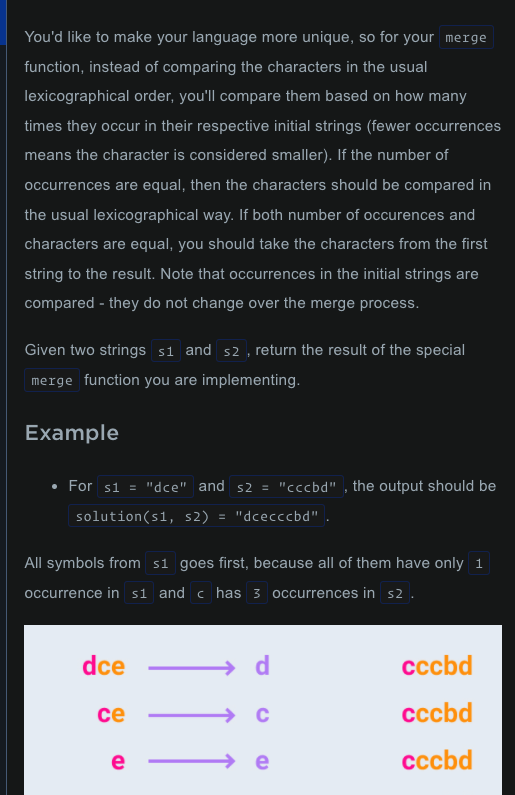 You'd like to make your language more unique, so for your merge
function, instead of comparing the characters in the usual
lexicographical order, you'll compare them based on how many
times they occur in their respective initial strings (fewer occurrences
means the character is considered smaller). If the number of
occurrences are equal, then the characters should be compared in
the usual lexicographical way. If both number of occurences and
characters are equal, you should take the characters from the first
string to the result. Note that occurrences in the initial strings are
compared - they do not change over the merge process.
Given two strings s1 and s2, return the result of the special
merge function you are implementing.
Example
• For s1 = "dce" and s2 = "cccbd", the output should be
solution(s1, s2) = "dcecccbd".
All symbols from s1 goes first, because all of them have only 1
occurrence in s1 and c has 3 occurrences in s2.
dce ⟶ d cccbd
ce ⟶ c cccbd
e ⟶ e cccbd